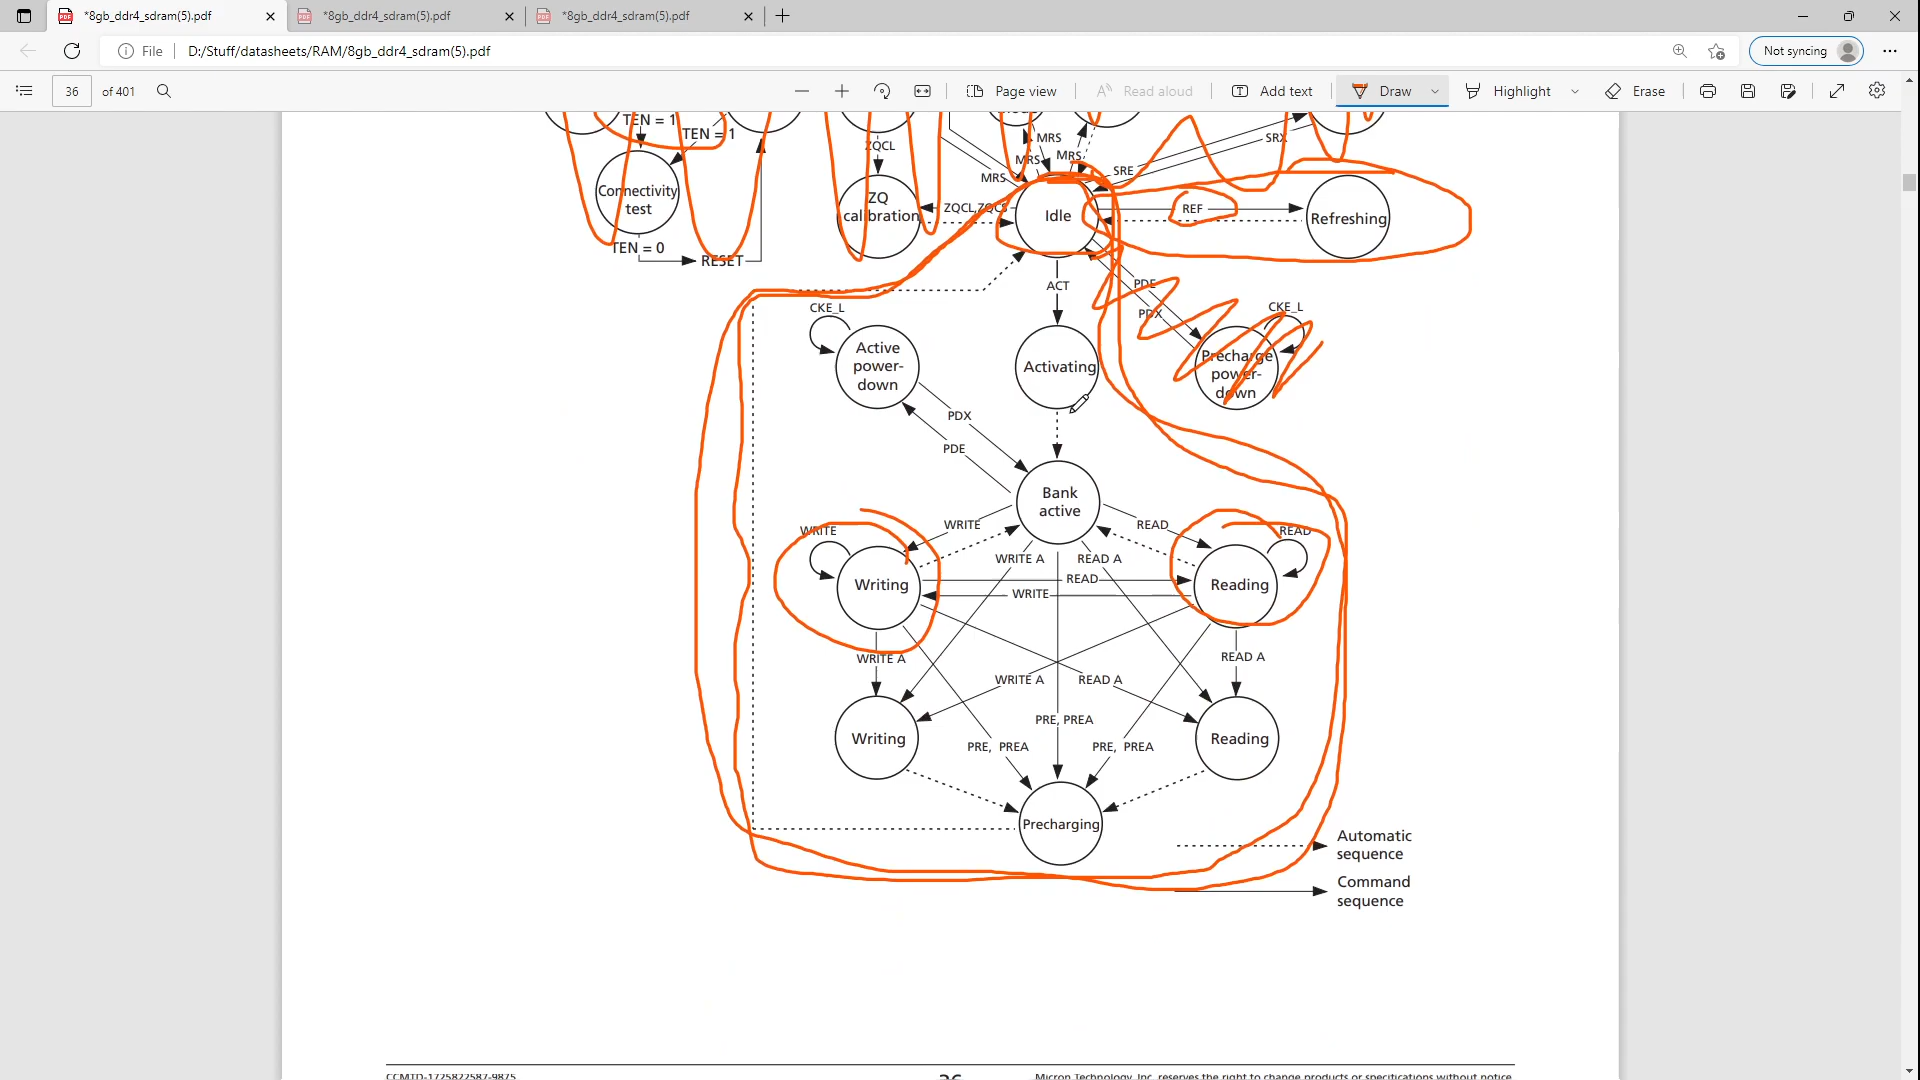 *8gb_ddr4_sdram(5).pdf
*8gb_ddr4_sdram(5).pdf
*8gb_ddr4_sdram(5).pdf
File
D:/Stuff/datasheets/RAM/8gb_ddr4_sdram(5).pdf
Not syncing
36 of 401
Page view
Read aloud
Add text
Draw
Highlight
Erase
TEN = 1
TEN = 1
ZQCL
MRS
MRS
MRS
MRS
SRX
SRE
Connectivity
test
ZQ
calibration
ZQCL,ZQCS
Idle
REF
Refreshing
TEN = 0
RESET
ACT
PDE
PDX
CKE_L
CKE_L
Active
power-
down
Activating
Precharge
power-
down
PDX
PDE
Bank
active
WRITE
WRITE
READ
READ
WRITE A
READ A
Writing
READ
WRITE
Reading
WRITE A
READ A
WRITE A
READ A
PRE, PREA
Writing
Reading
PRE, PREA
PRE, PREA
Precharging
Automatic
sequence
Command
sequence
CCMTD-1725822587-9875
36
Micron Technology, Inc. reserves the right to change products or specifications without notice.